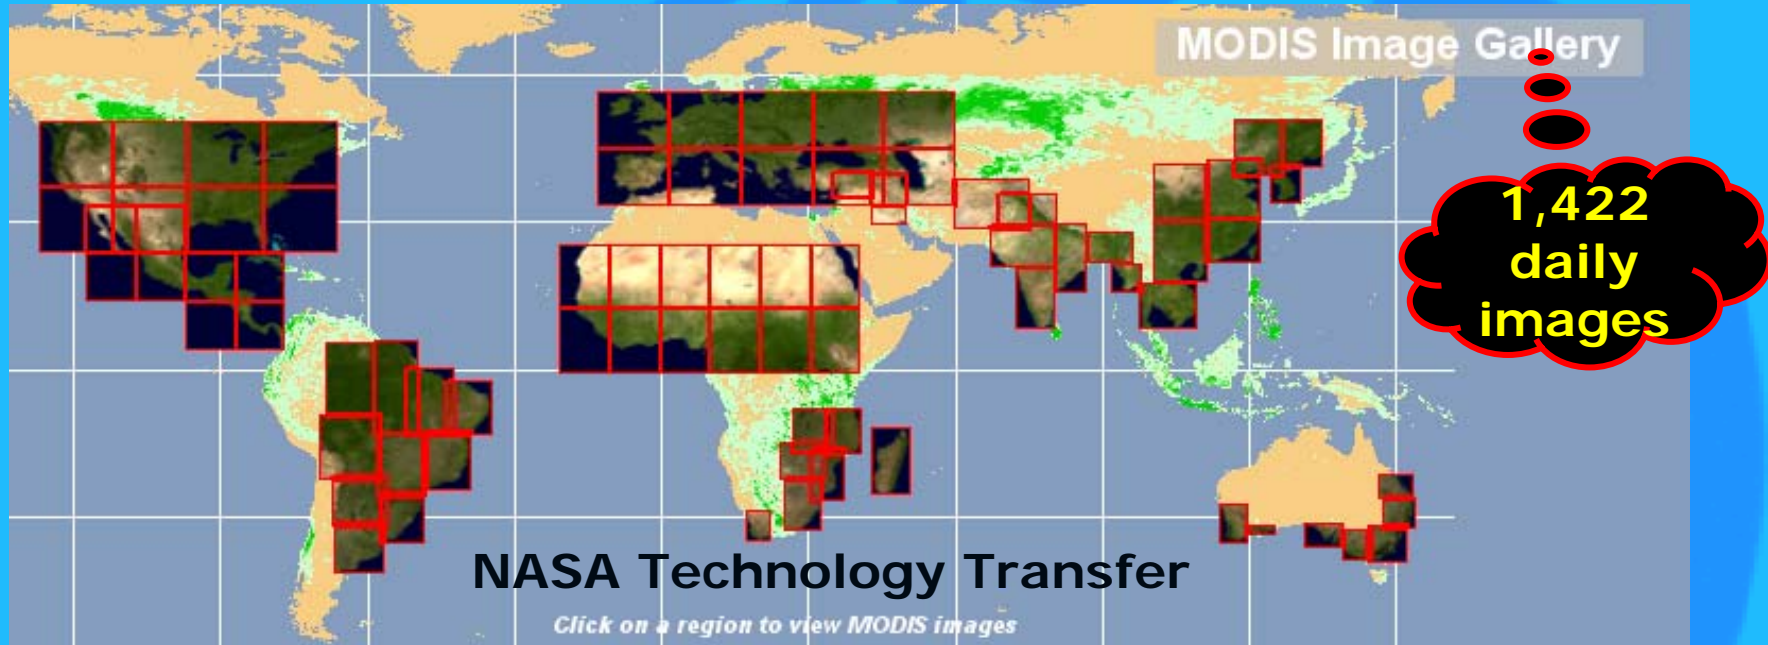 MODIS Image Gallery
1,422
daily
images
NASA Technology Transfer
Click on a region to view MODIS images